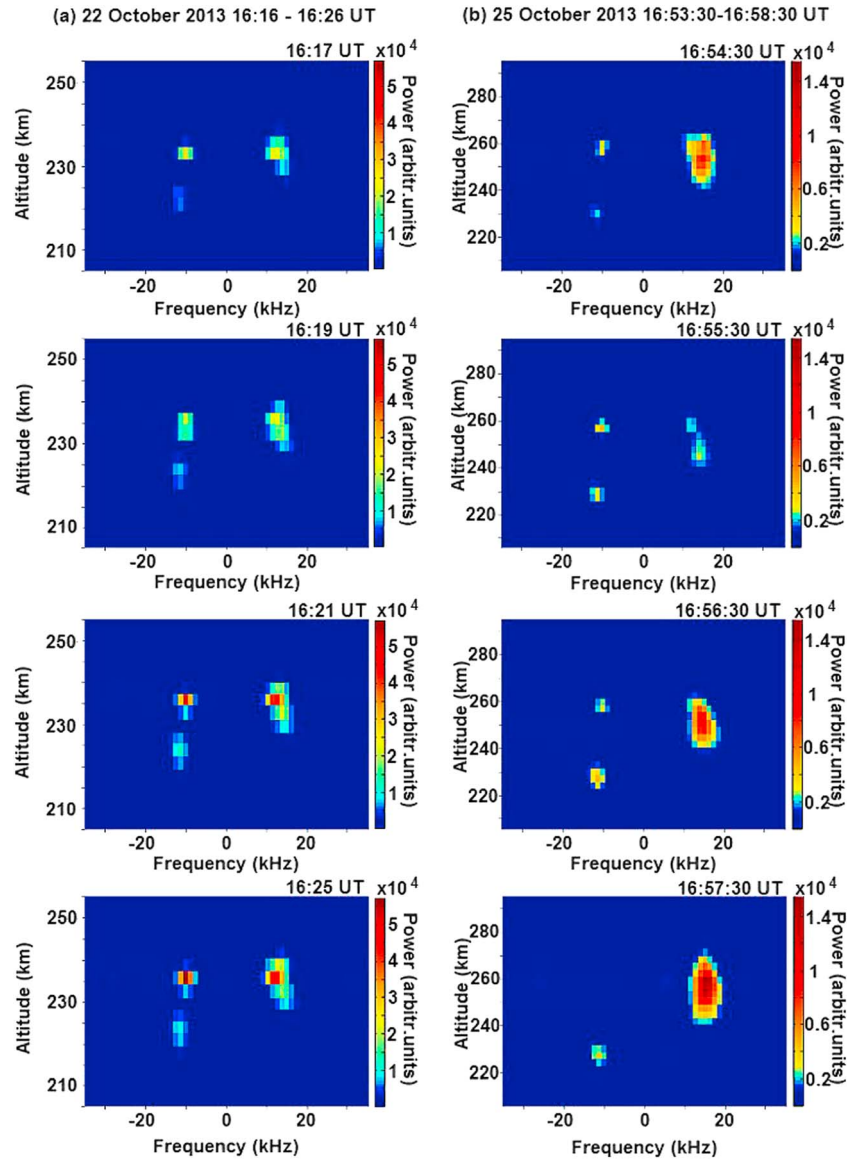 (a) 22 October 2013 16:16 - 16:26 UT
(b) 25 October 2013 16:53:30-16:58:30 UT
16:17 UT x10 4
Altitude (km)
250
230
210
-20 0 20
Frequency (kHz)
5
4
3
2
1
Power (arbitr.units)
16:54:30 UT x10 4
Altitude (km)
280
260
240
220
-20 0 20
Frequency (kHz)
1.4
1
0.6
0.2
Power (arbitr.units)
16:19 UT x10 4
Altitude (km)
250
230
210
-20 0 20
Frequency (kHz)
5
4
3
2
1
Power (arbitr.units)
16:55:30 UT x10 4
Altitude (km)
280
260
240
220
-20 0 20
Frequency (kHz)
1.4
1
0.6
0.2
Power (arbitr.units)
16:21 UT x10 4
Altitude (km)
250
230
210
-20 0 20
Frequency (kHz)
5
4
3
2
1
Power (arbitr.units)
16:56:30 UT x10 4
Altitude (km)
280
260
240
220
-20 0 20
Frequency (kHz)
1.4
1
0.6
0.2
Power (arbitr.units)
16:25 UT x10 4
Altitude (km)
250
230
210
-20 0 20
Frequency (kHz)
5
4
3
2
1
Power (arbitr.units)
16:57:30 UT x10 4
Altitude (km)
280
260
240
220
-20 0 20
Frequency (kHz)
1.4
1
0.6
0.2
Power (arbitr.units)